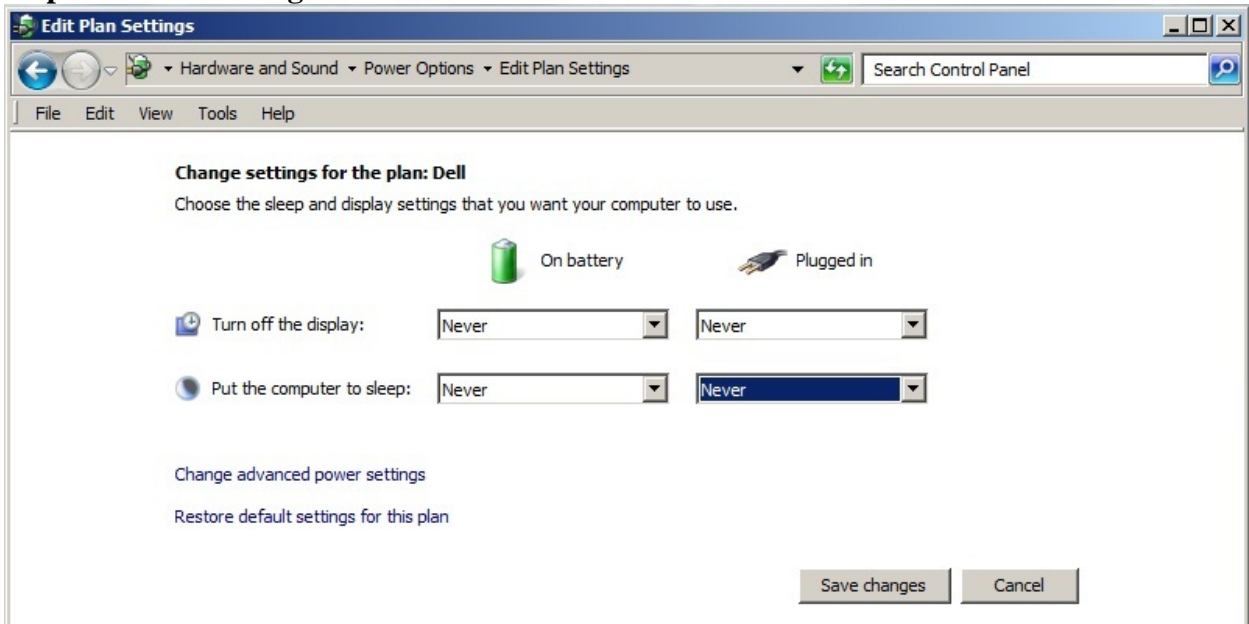 Edit Plan Settings
Hardware and Sound Power Options Edit Plan Settings Search Control Panel
File Edit View Tools Help
Change settings for the plan: Dell
Choose the sleep and display settings that you want your computer to use.
On battery Plugged in
Turn off the display: Never Never
Put the computer to sleep: Never Never
Change advanced power settings
Restore default settings for this plan
Save changes Cancel